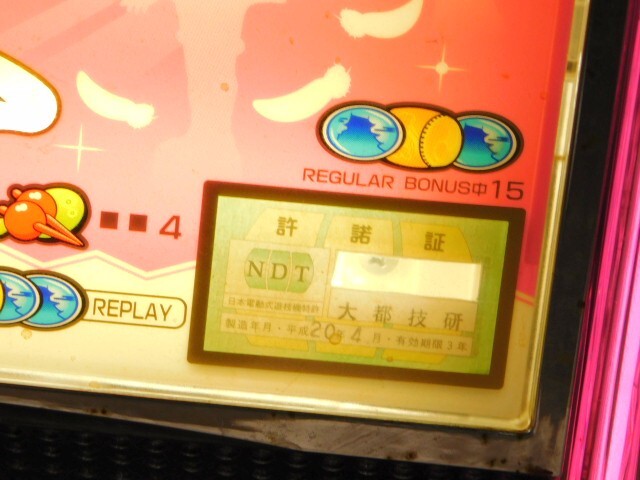 REGULAR BONUS中15
■■4
REPLAY
許諾証
NDT
日本電動式遊技機特許
大都技研
製造年月・平成20年4月・有効期限3年